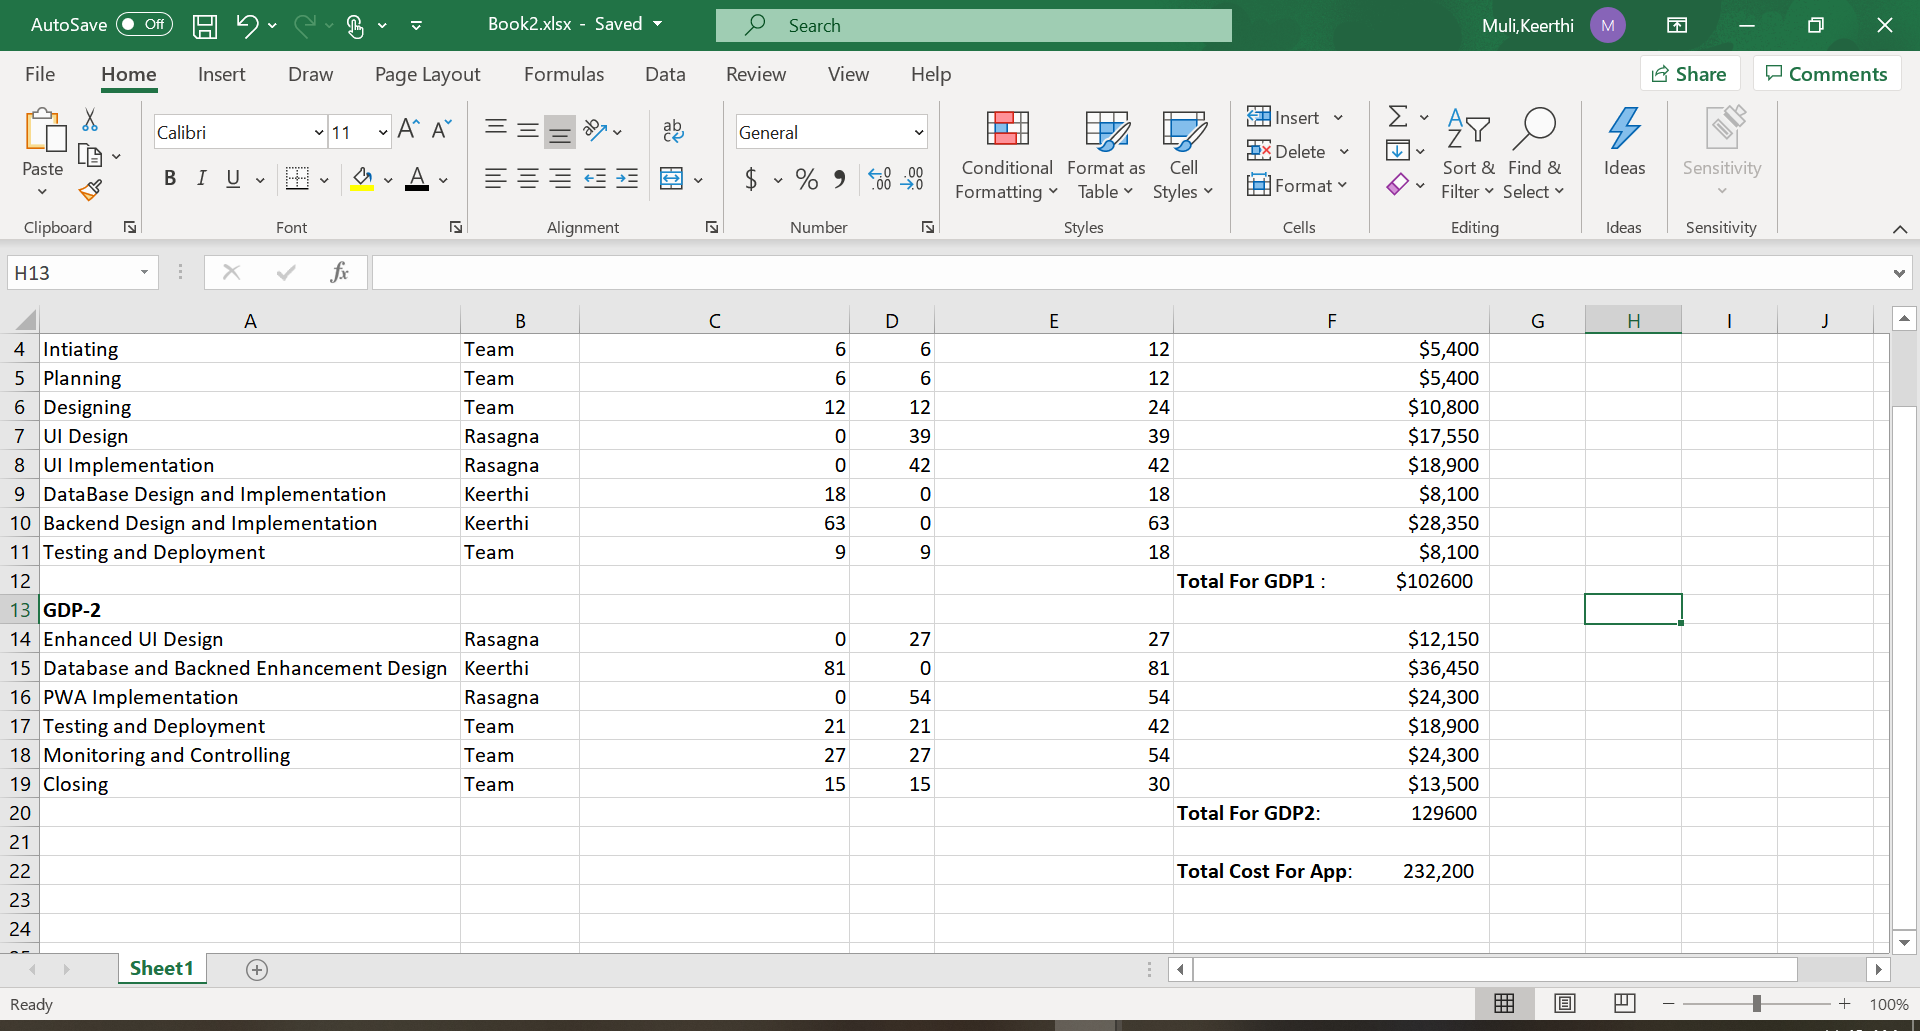 AutoSave Off Book2.xlsx - Saved Search Muli,Keerthi M
File Home Insert Draw Page Layout Formulas Data Review View Help Share Comments
Paste Calibri 11 General
B I U
Conditional Formatting Format as Table Cell Styles
Insert Delete Format
Sort & Filter Find & Select Ideas Sensitivity
Clipboard Font Alignment Number Styles Cells Editing Ideas Sensitivity
H13 fx
A B C D E F G H I J
4 Intiating Team 6 6 12 $5,400
5 Planning Team 6 6 12 $5,400
6 Designing Team 12 12 24 $10,800
7 UI Design Rasagna 0 39 39 $17,550
8 UI Implementation Rasagna 0 42 42 $18,900
9 DataBase Design and Implementation Keerthi 18 0 18 $8,100
10 Backend Design and Implementation Keerthi 63 0 63 $28,350
11 Testing and Deployment Team 9 9 18 $8,100
12 Total For GDP1 : $102600
13 GDP-2
14 Enhanced UI Design Rasagna 0 27 27 $12,150
15 Database and Backned Enhancement Design Keerthi 81 0 81 $36,450
16 PWA Implementation Rasagna 0 54 54 $24,300
17 Testing and Deployment Team 21 21 42 $18,900
18 Monitoring and Controlling Team 27 27 54 $24,300
19 Closing Team 15 15 30 $13,500
20 Total For GDP2: 129600
21
22 Total Cost For App: 232,200
23
24
Sheet1
Ready 100%